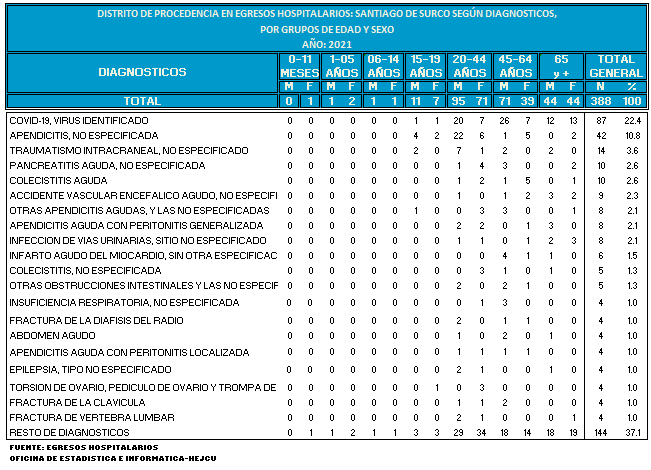 DISTRITO DE PROCEDENCIA EN EGRESOS HOSPITALARIOS: SANTIAGO DE SURCO SEGÚN DIAGNOSTICOS,
POR GRUPOS DE EDAD Y SEXO
AÑO: 2021
DIAGNOSTICOS 0-11 MESES 1-05 AÑOS 06-14 AÑOS 15-19 AÑOS 20-44 AÑOS 45-64 AÑOS 65 y + TOTAL GENERAL
M F M F M F M F M F M F M F N %
TOTAL 0 1 1 2 1 1 11 7 95 71 71 39 44 44 388 100
COVID-19, VIRUS IDENTIFICADO 0 0 0 0 0 0 1 1 20 7 26 7 12 13 87 22.4
APENDICITIS, NO ESPECIFICADA 0 0 0 0 0 0 4 2 22 6 1 5 0 2 42 10.8
TRAUMATISMO INTRACRANEAL, NO ESPECIFICADO 0 0 0 0 0 0 2 0 7 1 2 0 2 0 14 3.6
PANCREATITIS AGUDA, NO ESPECIFICADA 0 0 0 0 0 0 0 0 1 4 3 0 0 2 10 2.6
COLECISTITIS AGUDA 0 0 0 0 0 0 0 0 1 2 1 5 0 1 10 2.6
ACCIDENTE VASCULAR ENCEFALICO AGUDO, NO ESPECIFI 0 0 0 0 0 0 0 0 1 0 1 2 3 2 9 2.3
OTRAS APENDICITIS AGUDAS, Y LAS NO ESPECIFICADAS 0 0 0 0 0 0 1 0 3 3 0 0 0 1 8 2.1
APENDICITIS AGUDA CON PERITONITIS GENERALIZADA 0 0 0 0 0 0 0 0 2 2 0 1 3 0 8 2.1
INFECCION DE VIAS URINARIAS, SITIO NO ESPECIFICADO 0 0 0 0 0 0 0 0 1 1 0 1 2 3 8 2.1
INFARTO AGUDO DEL MIOCARDIO, SIN OTRA ESPECIFICAC 0 0 0 0 0 0 0 0 0 0 4 1 1 0 6 1.5
COLECISTITIS, NO ESPECIFICADA 0 0 0 0 0 0 0 0 0 3 1 0 1 0 5 1.3
OTRAS OBSTRUCCIONES INTESTINALES Y LAS NO ESPECIF 0 0 0 0 0 0 0 0 2 0 2 1 0 0 5 1.3
INSUFICIENCIA RESPIRATORIA, NO ESPECIFICADA 0 0 0 0 0 0 0 0 0 1 3 0 0 0 4 1.0
FRACTURA DE LA DIAFISIS DEL RADIO 0 0 0 0 0 0 0 0 2 0 1 1 0 0 4 1.0
ABDOMEN AGUDO 0 0 0 0 0 0 0 0 1 0 2 0 1 0 4 1.0
APENDICITIS AGUDA CON PERITONITIS LOCALIZADA 0 0 0 0 0 0 0 0 1 1 1 1 0 0 4 1.0
EPILEPSIA, TIPO NO ESPECIFICADO 0 0 0 0 0 0 0 0 2 1 0 0 1 0 4 1.0
TORSION DE OVARIO, PEDICULO DE OVARIO Y TROMPA DE 0 0 0 0 0 0 0 1 0 3 0 0 0 0 4 1.0
FRACTURA DE LA CLAVICULA 0 0 0 0 0 0 0 0 1 1 2 0 0 0 4 1.0
FRACTURA DE VERTEBRA LUMBAR 0 0 0 0 0 0 0 0 2 1 0 0 0 1 4 1.0
RESTO DE DIAGNOSTICOS 0 1 1 2 1 1 3 3 29 34 18 14 18 19 144 37.1
FUENTE: EGRESOS HOSPITALARIOS
OFICINA DE ESTADISTICA E INFORMATICA-HEJCU